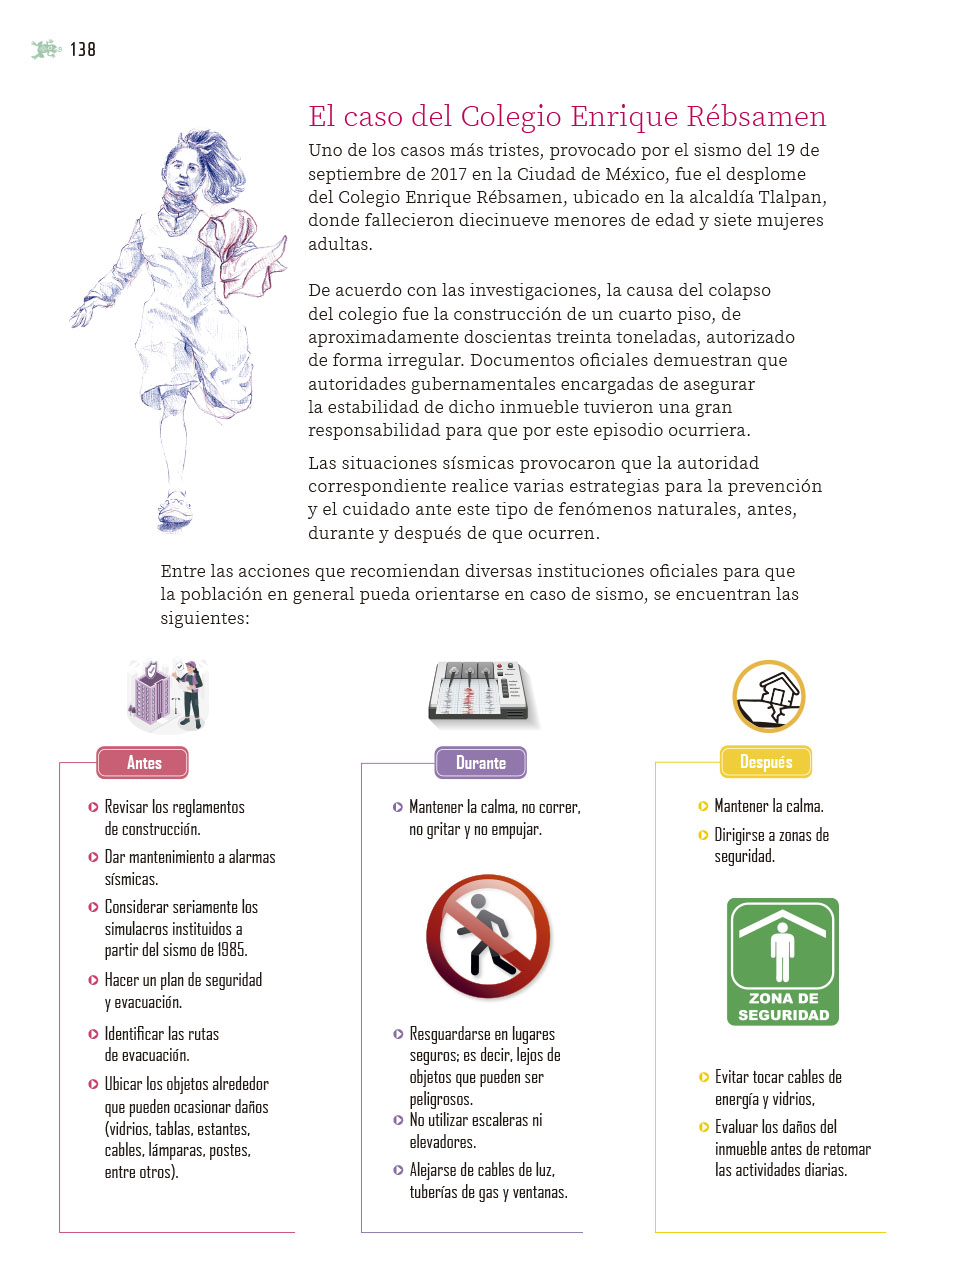 138
El caso del Colegio Enrique Rébsamen
Uno de los casos más tristes, provocado por el sismo del 19 de
septiembre de 2017 en la Ciudad de México, fue el desplome
del Colegio Enrique Rébsamen, ubicado en la alcaldía Tlalpan,
donde fallecieron diecinueve menores de edad y siete mujeres
adultas.
De acuerdo con las investigaciones, la causa del colapso
del colegio fue la construcción de un cuarto piso, de
aproximadamente doscientas treinta toneladas, autorizado
de forma irregular. Documentos oficiales demuestran que
autoridades gubernamentales encargadas de asegurar
la estabilidad de dicho inmueble tuvieron una gran
responsabilidad para que por este episodio ocurriera.
Las situaciones sísmicas provocaron que la autoridad
correspondiente realice varias estrategias para la prevención
y el cuidado ante este tipo de fenómenos naturales, antes,
durante y después de que ocurren.
Entre las acciones que recomiendan diversas instituciones oficiales para que
la población en general pueda orientarse en caso de sismo, se encuentran las
siguientes:
Antes
Revisar los reglamentos
de construcción.
Dar mantenimiento a alarmas
sísmicas.
Considerar seriamente los
simulacros instituidos a
partir del sismo de 1985.
Hacer un plan de seguridad
y evacuación.
Identificar las rutas
de evacuación.
Ubicar los objetos alrededor
que pueden ocasionar daños
(vidrios, tablas, estantes,
cables, lámparas, postes,
entre otros).
Durante
Mantener la calma, no correr,
no gritar y no empujar.
Resguardarse en lugares
seguros; es decir, lejos de
objetos que pueden ser
peligrosos.
No utilizar escaleras ni
elevadores.
Alejarse de cables de luz,
tuberías de gas y ventanas.
Después
Mantener la calma.
Dirigirse a zonas de
seguridad.
ZONA DE
SEGURIDAD
Evitar tocar cables de
energía y vidrios,
Evaluar los daños del
inmueble antes de retomar
las actividades diarias.